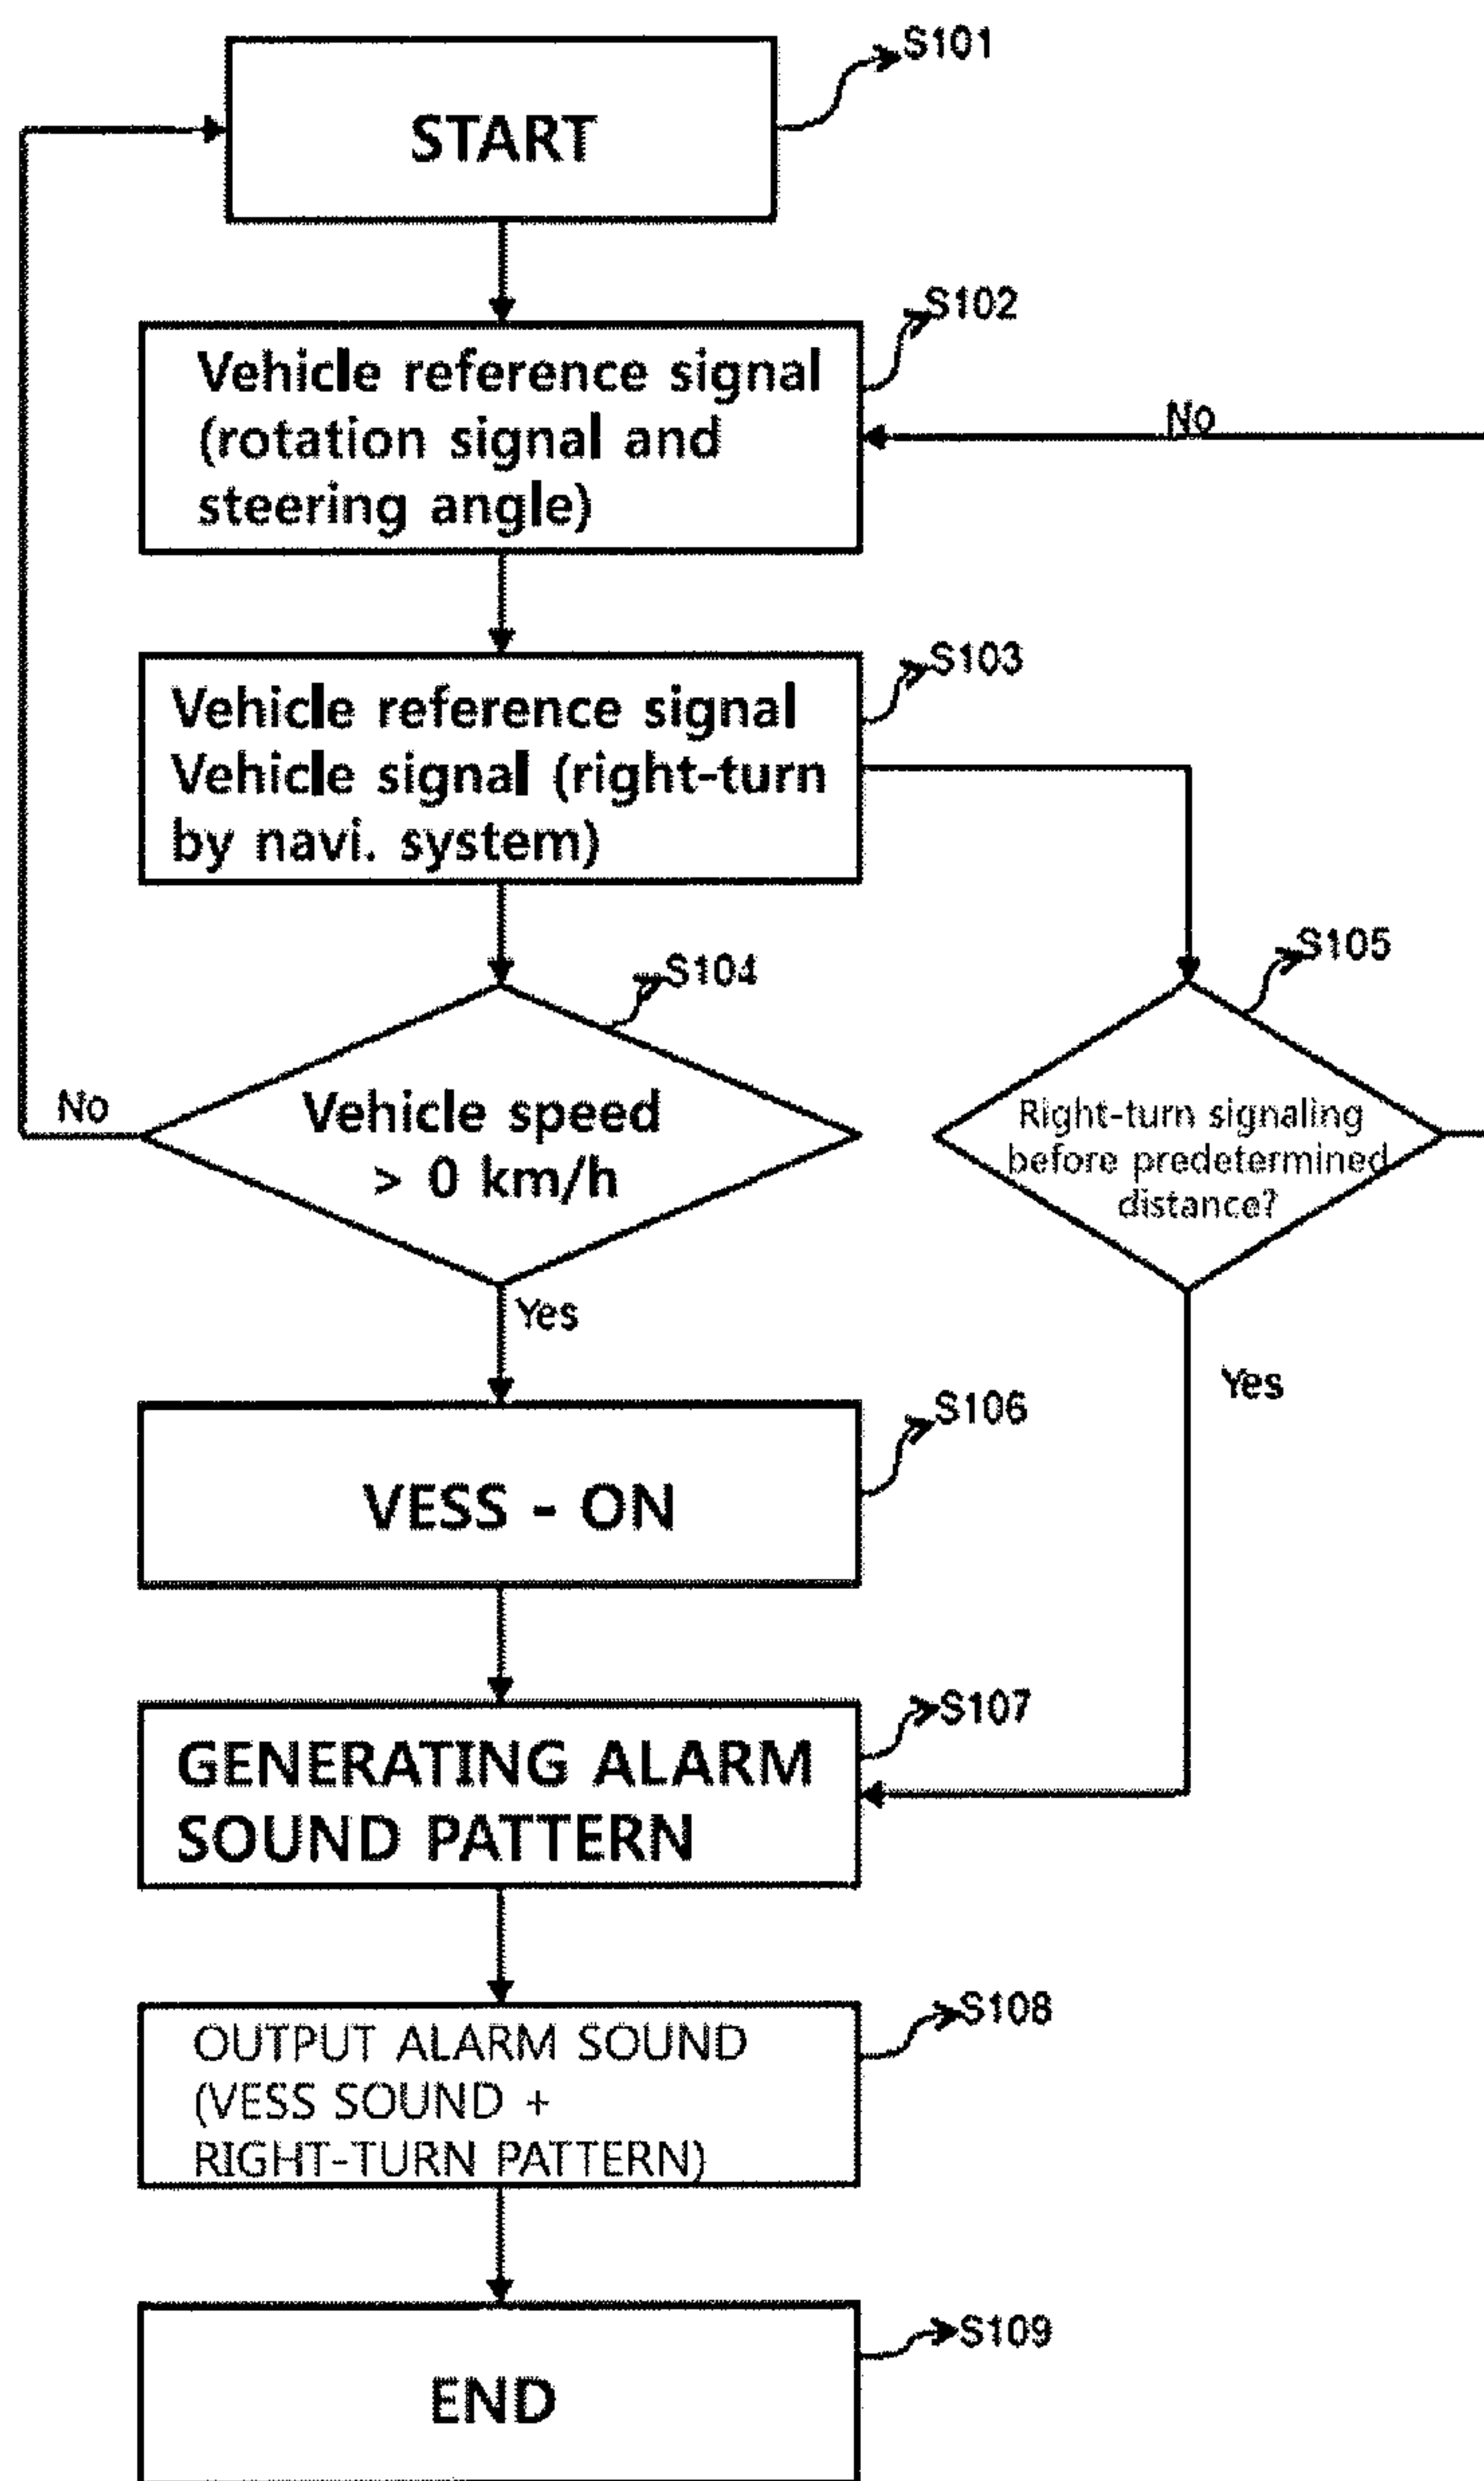 S101
START
S102
Vehicle reference signal
(rotation signal and
steering angle)
No
S103
Vehicle reference signal
Vehicle signal (right-turn
by navi. system)
S104
S105
Vehicle speed
> 0 km/h
No
Right-turn signaling
before predetermined
distance?
Yes
Yes
S106
VESS - ON
S107
GENERATING ALARM
SOUND PATTERN
S108
OUTPUT ALARM SOUND
(VESS SOUND +
RIGHT-TURN PATTERN)
S109
END